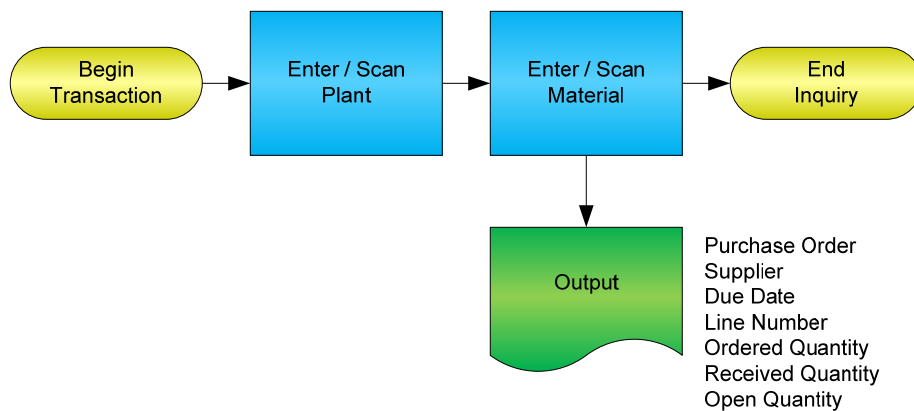 Begin
Transaction
Enter / Scan
Plant
Enter / Scan
Material
End
Inquiry
Output
Purchase Order
Supplier
Due Date
Line Number
Ordered Quantity
Received Quantity
Open Quantity